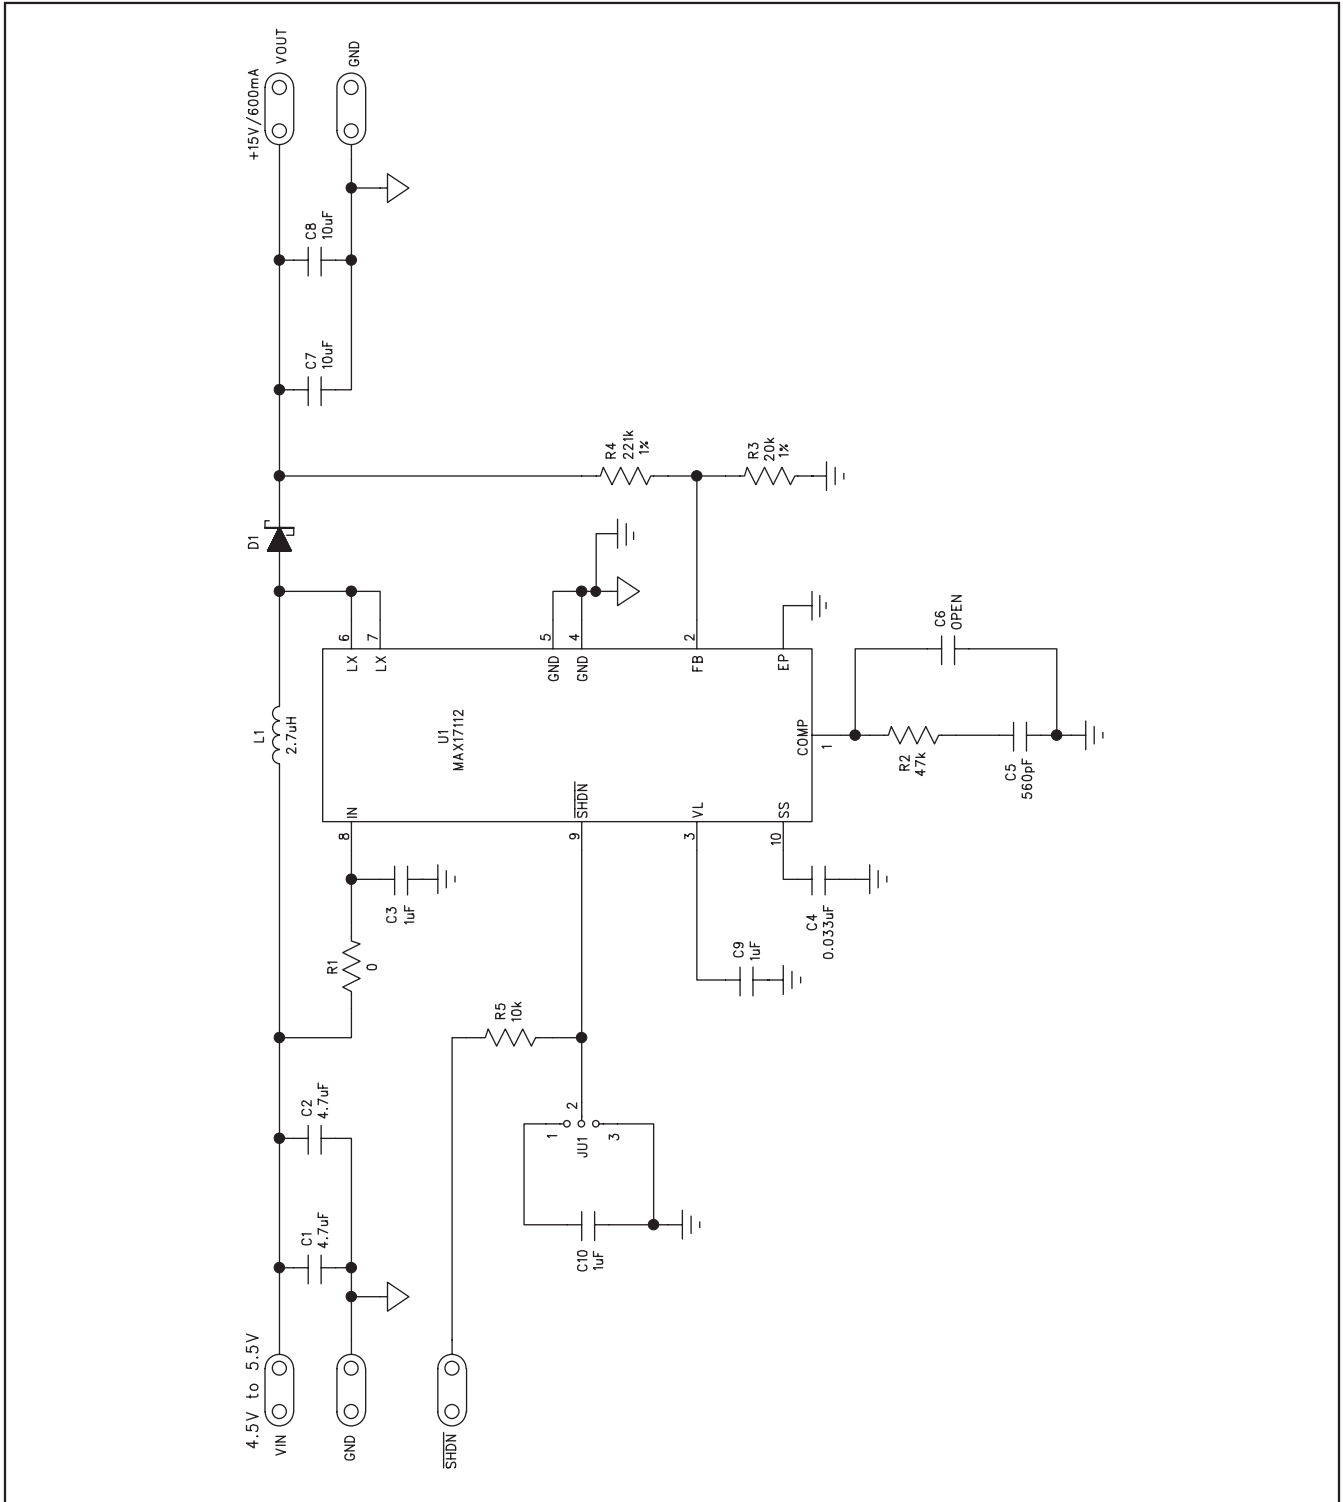 4.5V to 5.5V
VIN
GND
SHDN
C1
4.7uF
C2
4.7uF
R1
0
C3
1uF
L1
2.7uH
D1
C7
10uF
C8
10uF
+15V/600mA
VOUT
GND
R5
10k
JU1
1
2
3
C10
1uF
C9
1uF
C4
0.033uF
U1
MAX17112
8
IN
9
SHDN
3
VL
10
SS
LX
6
LX
7
GND
5
GND
4
FB
2
EP
COMP
1
R4
221k
1%
R3
20k
1%
R2
47k
C5
560pF
C6
OPEN